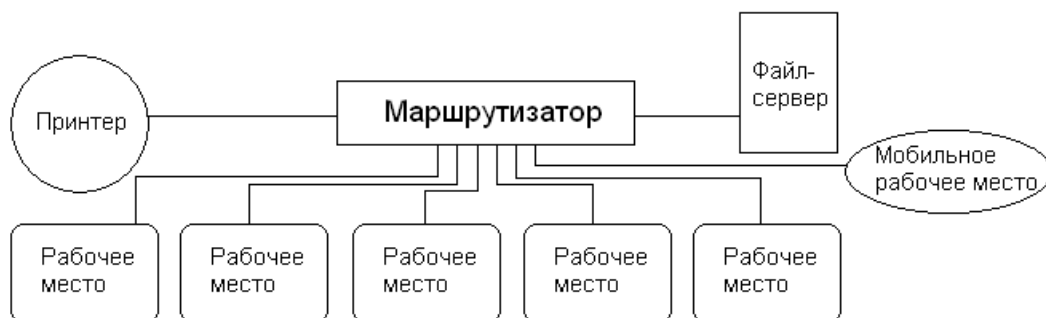 Принтер
Маршрутизатор
Файл-
сервер
Мобильное
рабочее место
Рабочее
место
Рабочее
место
Рабочее
место
Рабочее
место
Рабочее
место